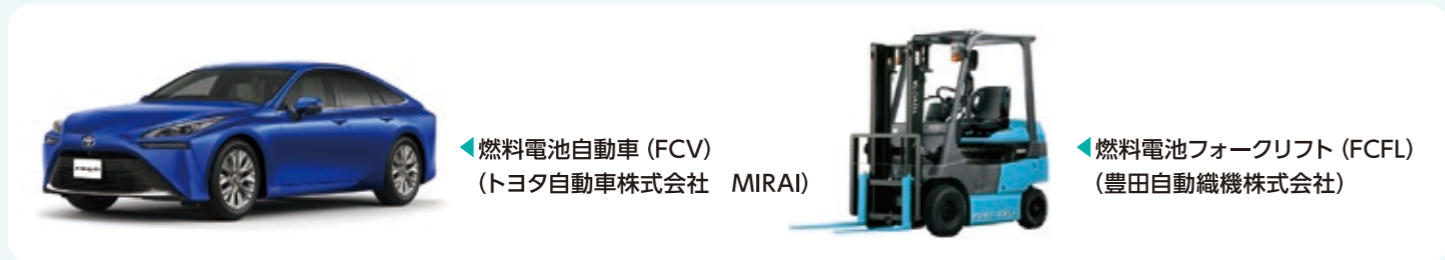 ◀燃料電池自動車（FCV）
（トヨタ自動車株式会社　MIRAI）
◀燃料電池フォークリフト（FCFL）
（豊田自動織機株式会社）